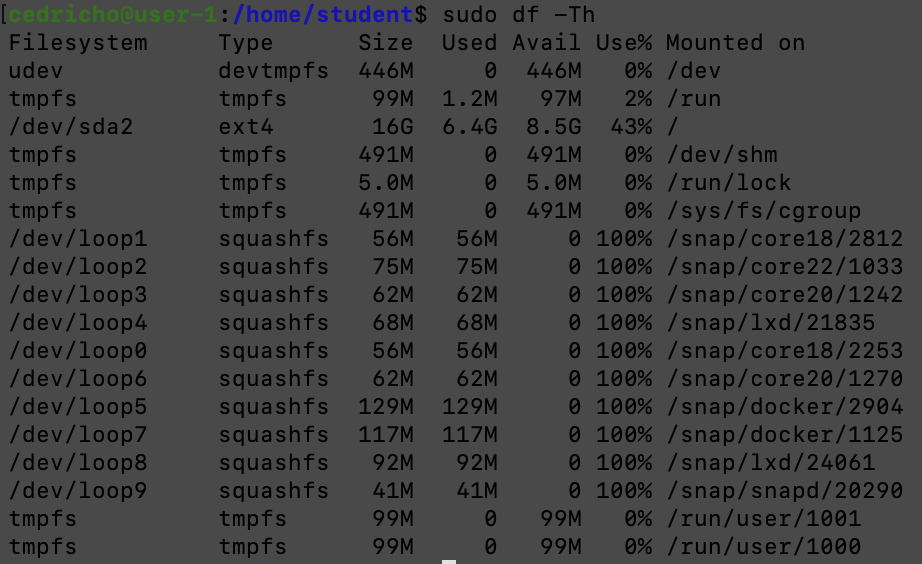 [cedricho@user-1:/home/student$ sudo df -Th
Filesystem     Type      Size  Used Avail Use% Mounted on
udev           devtmpfs  446M     0  446M   0% /dev
tmpfs          tmpfs      99M  1.2M   97M   2% /run
/dev/sda2      ext4       16G  6.4G  8.5G  43% /
tmpfs          tmpfs     491M     0  491M   0% /dev/shm
tmpfs          tmpfs     5.0M     0  5.0M   0% /run/lock
tmpfs          tmpfs     491M     0  491M   0% /sys/fs/cgroup
/dev/loop1     squashfs   56M   56M     0 100% /snap/core18/2812
/dev/loop2     squashfs   75M   75M     0 100% /snap/core22/1033
/dev/loop3     squashfs   62M   62M     0 100% /snap/core20/1242
/dev/loop4     squashfs   68M   68M     0 100% /snap/lxd/21835
/dev/loop0     squashfs   56M   56M     0 100% /snap/core18/2253
/dev/loop6     squashfs   62M   62M     0 100% /snap/core20/1270
/dev/loop5     squashfs  129M  129M     0 100% /snap/docker/2904
/dev/loop7     squashfs  117M  117M     0 100% /snap/docker/1125
/dev/loop8     squashfs   92M   92M     0 100% /snap/lxd/24061
/dev/loop9     squashfs   41M   41M     0 100% /snap/snapd/20290
tmpfs          tmpfs      99M     0   99M   0% /run/user/1001
tmpfs          tmpfs      99M     0   99M   0% /run/user/1000